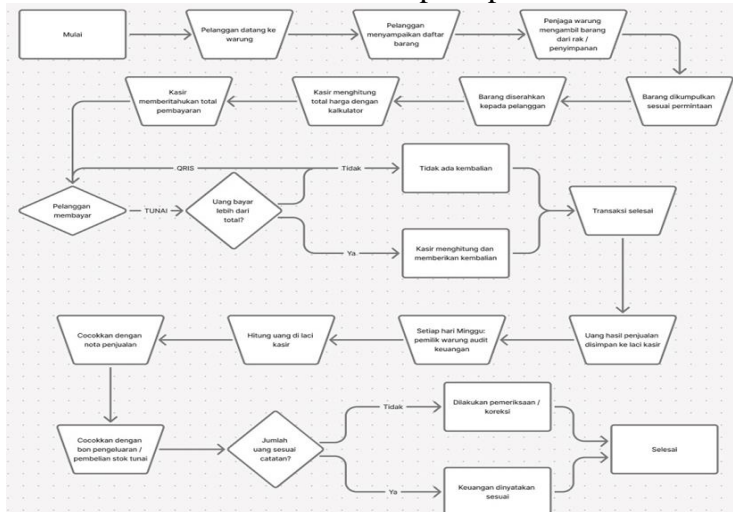 Mulai
Pelanggan datang ke
warung
Pelanggan
menyampaikan daftar
barang
Penjaga warung
mengambil barang
dari rak /
penyimpanan
Kasir
memberitahukan total
pembayaran
Kasir menghitung
total harga dengan
kalkulator
Barang diserahkan
kepada pelanggan
Barang dikumpulkan
sesuai permintaan
QRIS
Tidak
Tidak ada kembalian
Pelanggan
membayar
TUNAI
Uang bayar
lebih dari
total?
Transaksi selesai
Ya
Kasir menghitung dan
memberikan kembalian
Cocokkan dengan
nota penjualan
Hitung uang di laci
kasir
Setiap hari Minggu:
pemilik warung audit
keuangan
Uang hasil penjualan
disimpan ke laci kasir
Tidak
Dilakukan pemeriksaan /
koreksi
Cocokkan dengan
bon pengeluaran /
pembelian stok tunai
Jumlah
uang sesuai
catatan?
Selesai
Ya
Keuangan dinyatakan
sesuai